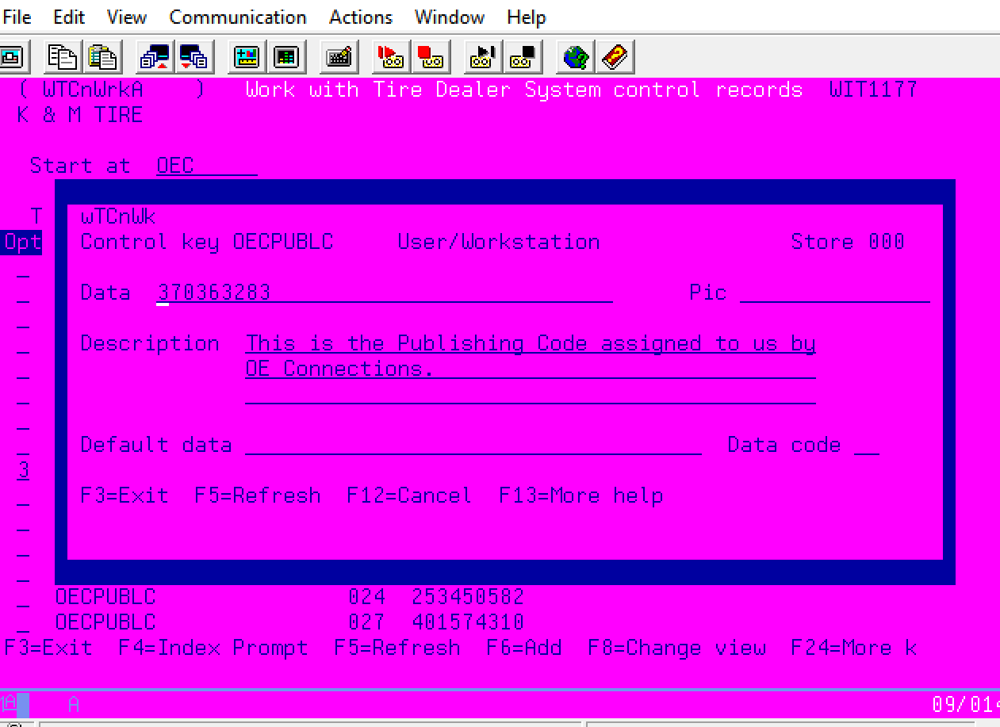 File Edit View Communication Actions Window Help
( WTCnWrkA ) Work with Tire Dealer System control records WIT1177
K & M TIRE
Start at OEC
T wTCnWk
Opt Control key OECPUBLC User/Workstation Store 000
Data 370363283 Pic
Description This is the Publishing Code assigned to us by
OE Connections.
Default data Data code
3
F3=Exit F5=Refresh F12=Cancel F13=More help
OECPUBLC 024 253450582
OECPUBLC 027 401574310
F3=Exit F4=Index Prompt F5=Refresh F6=Add F8=Change view F24=More k
A 09/014